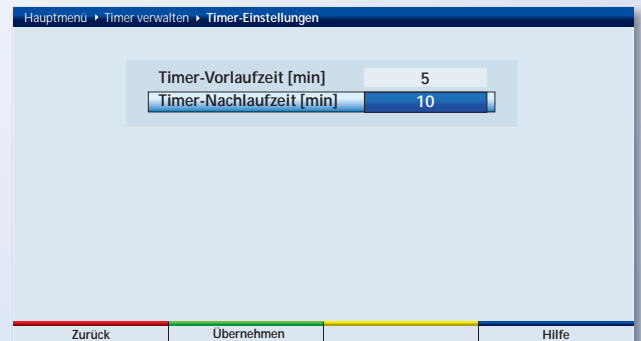 Hauptmenü ▸ Timer verwalten ▸ Timer-Einstellungen
Timer-Vorlaufzeit [min] 5
Timer-Nachlaufzeit [min] 10
Zurück Übernehmen Hilfe